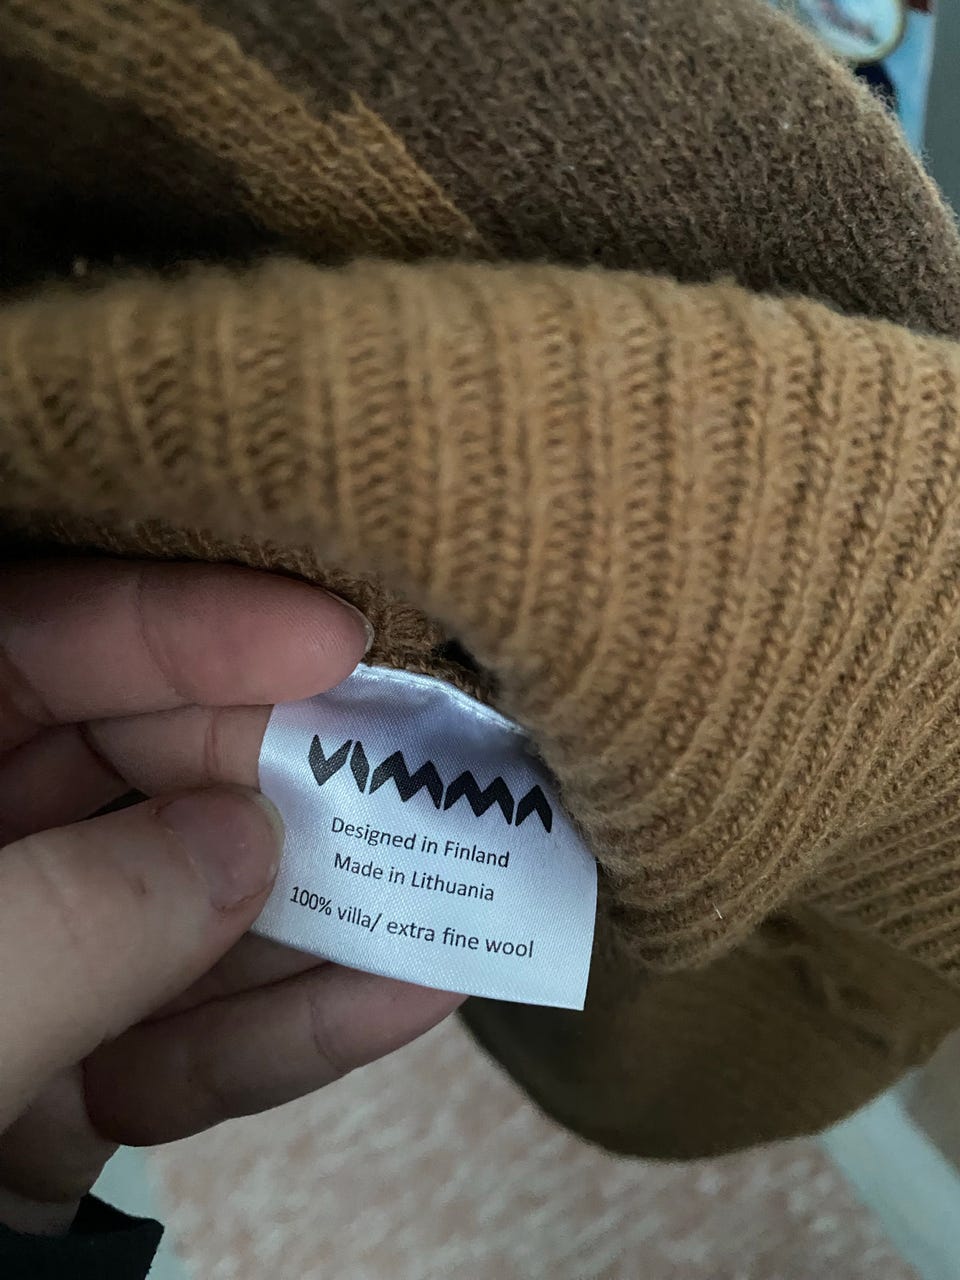 VIMMA
Designed in Finland
Made in Lithuania
100% villa/ extra fine wool